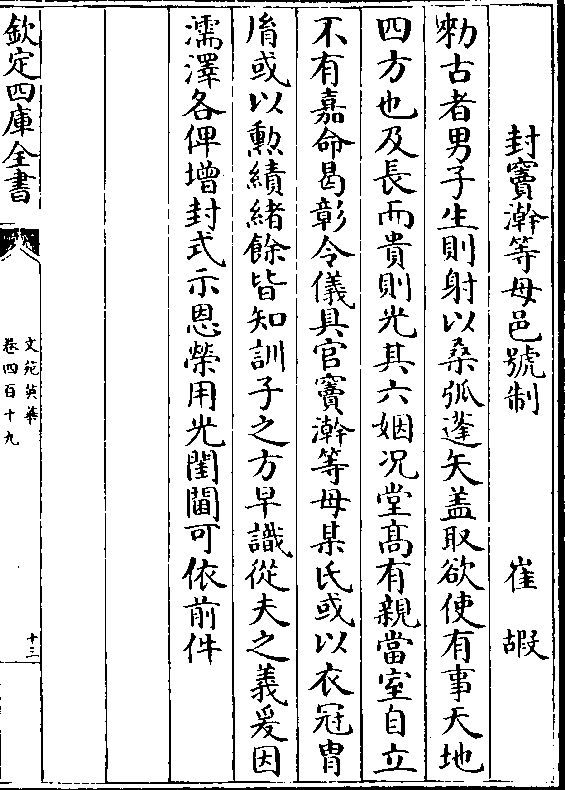 封竇澣等母邑號制 崔嘏
勑古者男子生則射以桑弧蓬矢盖取欲使有事天地
四方也及長而貴則光其六姻况堂髙有親當室自立
不有嘉命曷彰令儀具官竇澣等母某氏或以衣冠胄
胤或以勲績緒餘皆知訓子之方早識從夫之義爰因
濡澤各俾增封式示恩榮用光閨閫可依前件
欽定四庫全書
文苑英華
卷四百十九
十三